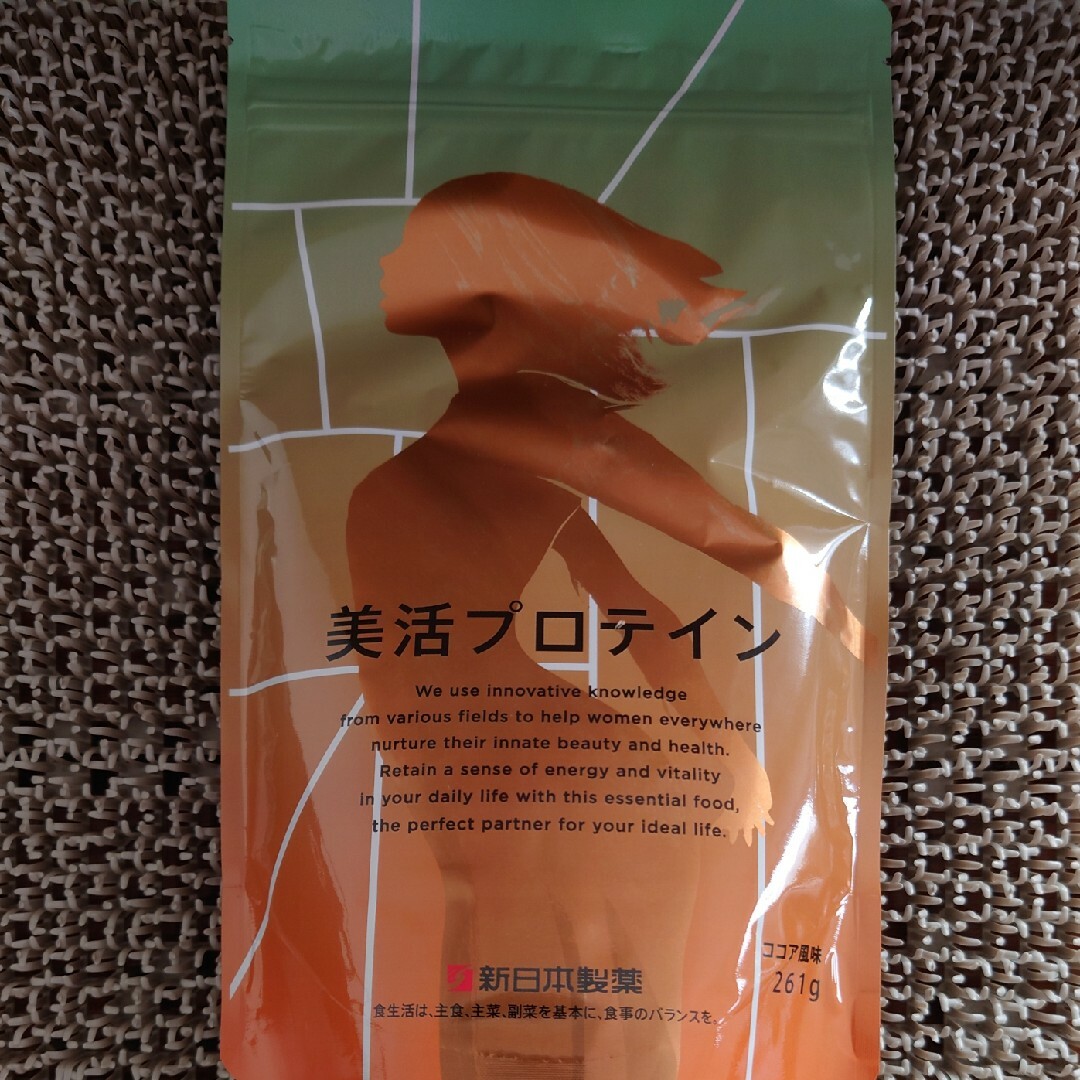 美活プロテイン
We use innovative knowledge
from various fields to help women everywhere
nurture their innate beauty and health.
Retain a sense of energy and vitality
in your daily life with this essential food,
the perfect partner for your ideal life.
ココア風味
261g
新日本製薬
食生活は、主食、主菜、副菜を基本に、食事のバランスを。